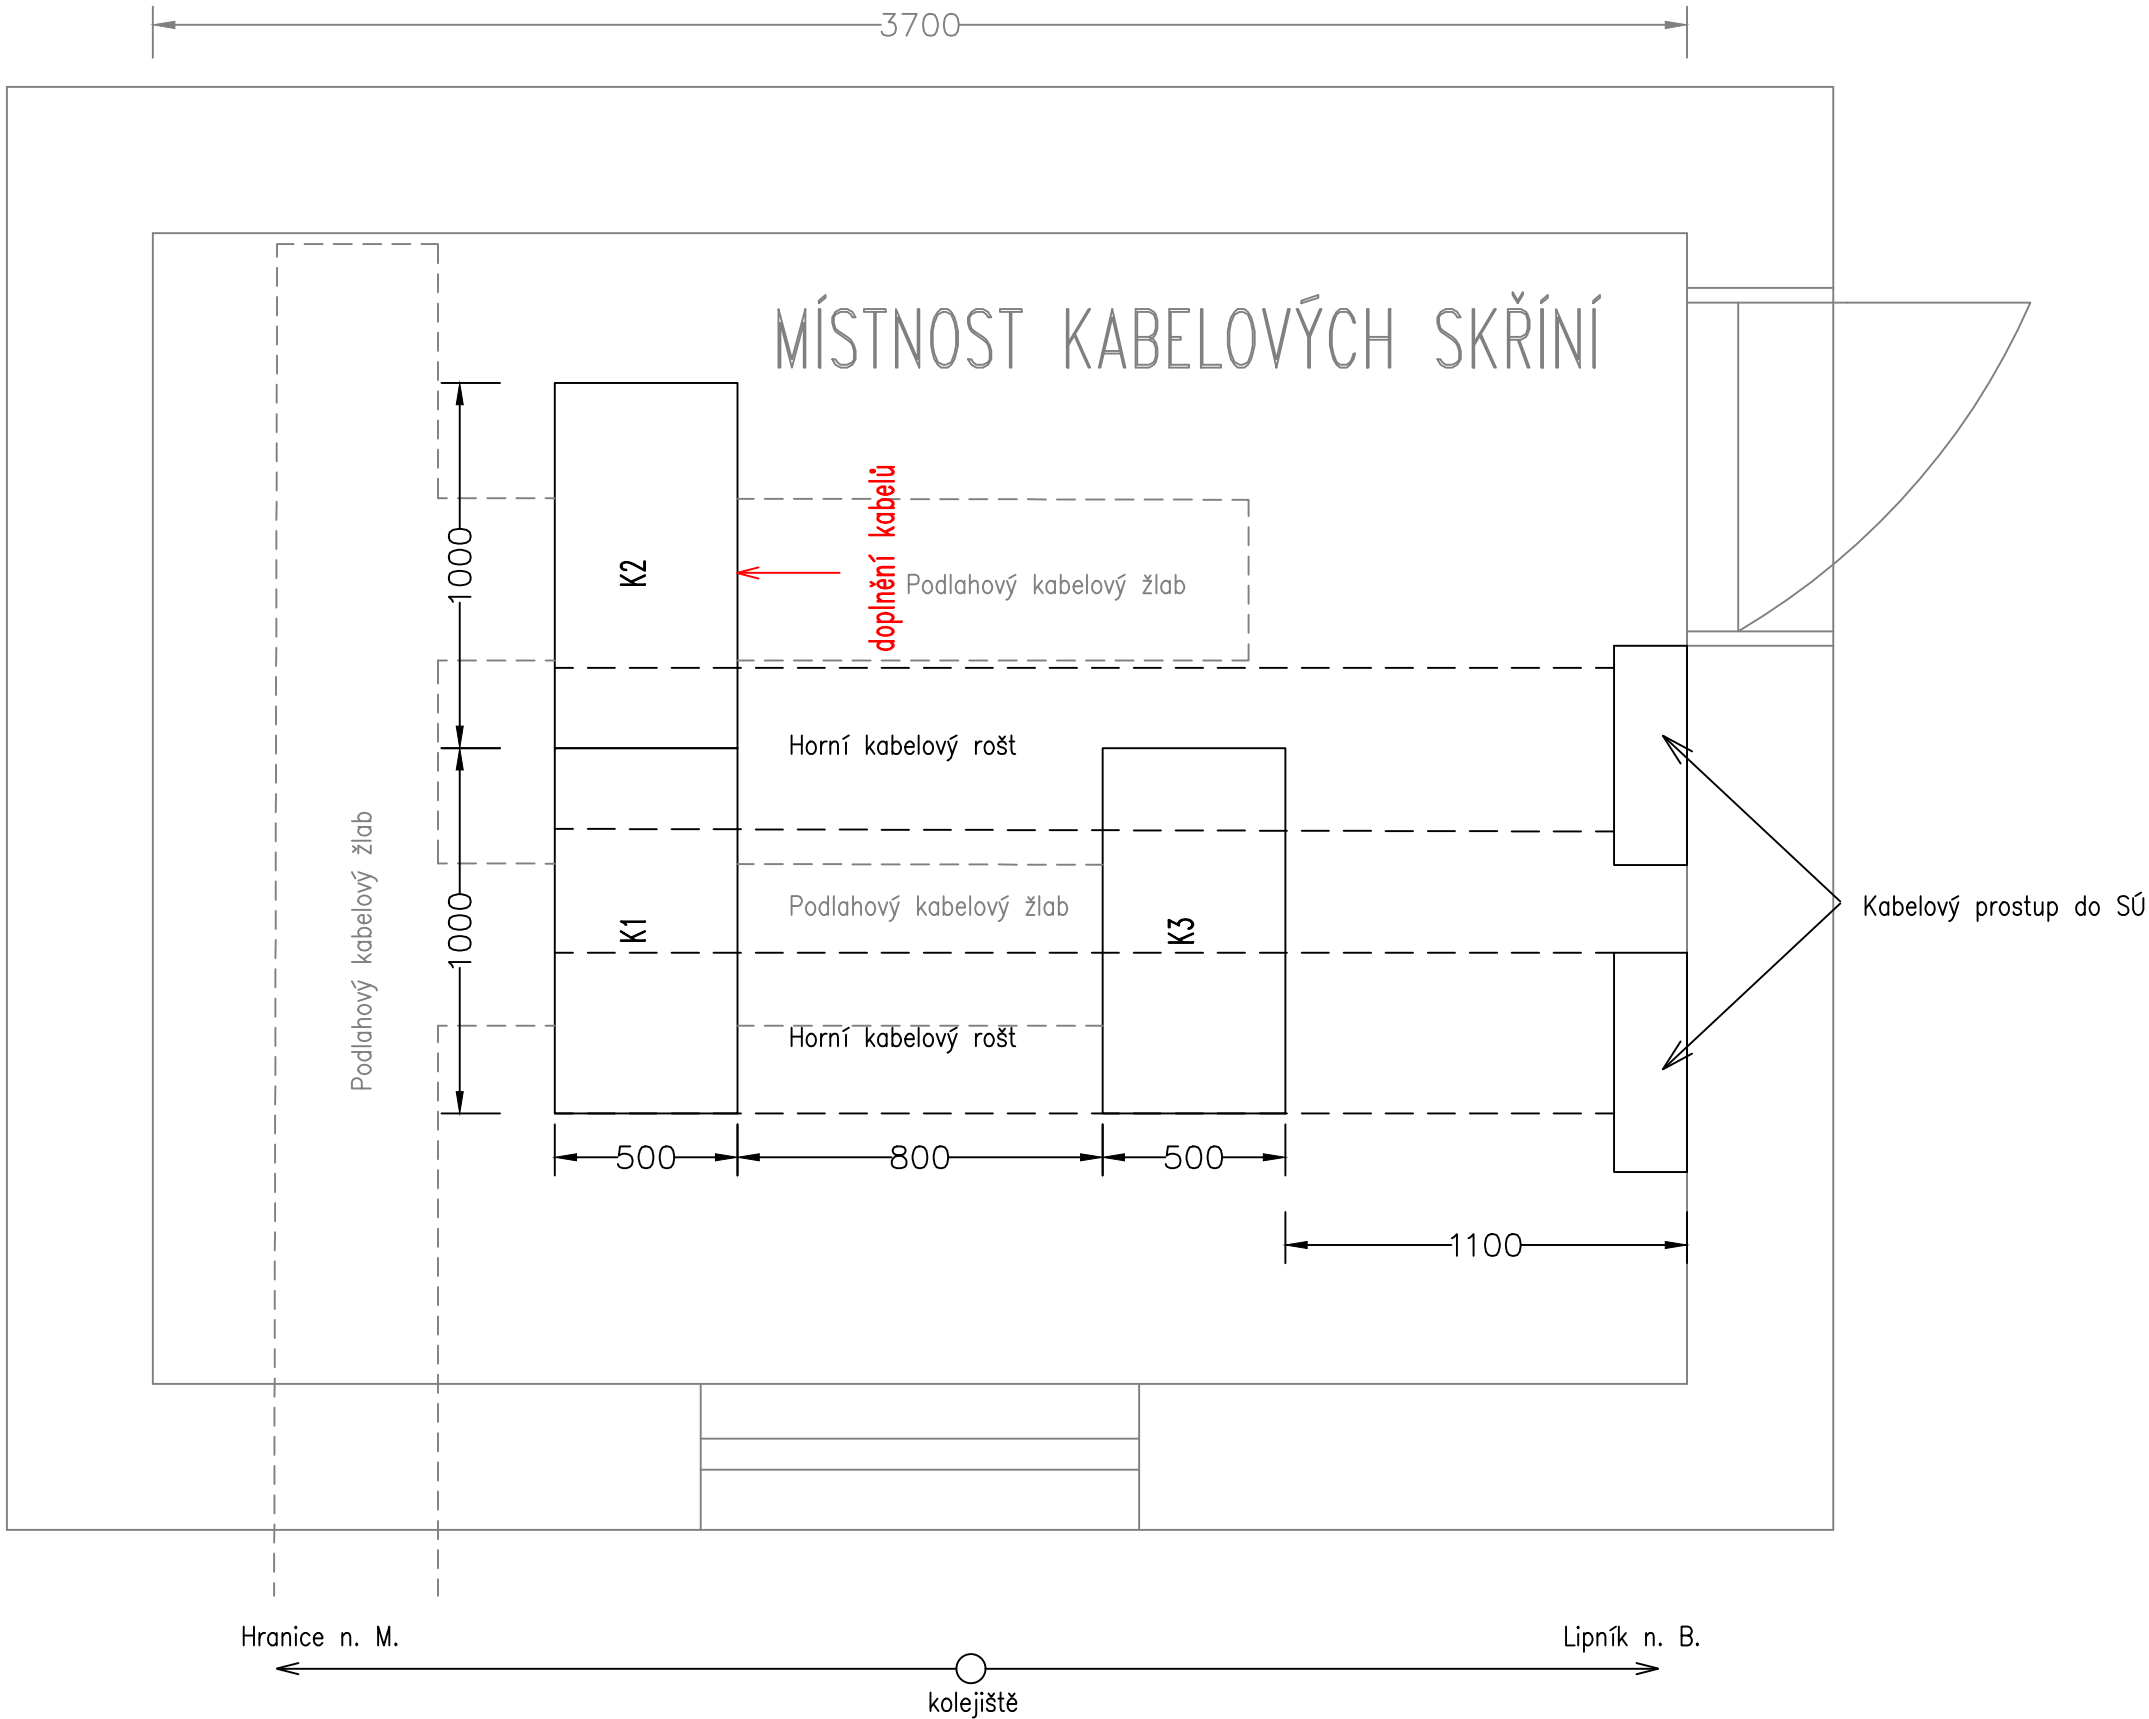 3700
MÍSTNOST KABELOVÝCH SKŘÍNÍ
doplnění kabelů
1000
K2
Podlahový kabelový žlab
Horní kabelový rošt
Podlahový kabelový žlab
1000
K1
Podlahový kabelový žlab
K3
Kabelový prostup do SÚ
Horní kabelový rošt
500
800
500
1100
Hranice n. M.
Lipník n. B.
kolejiště